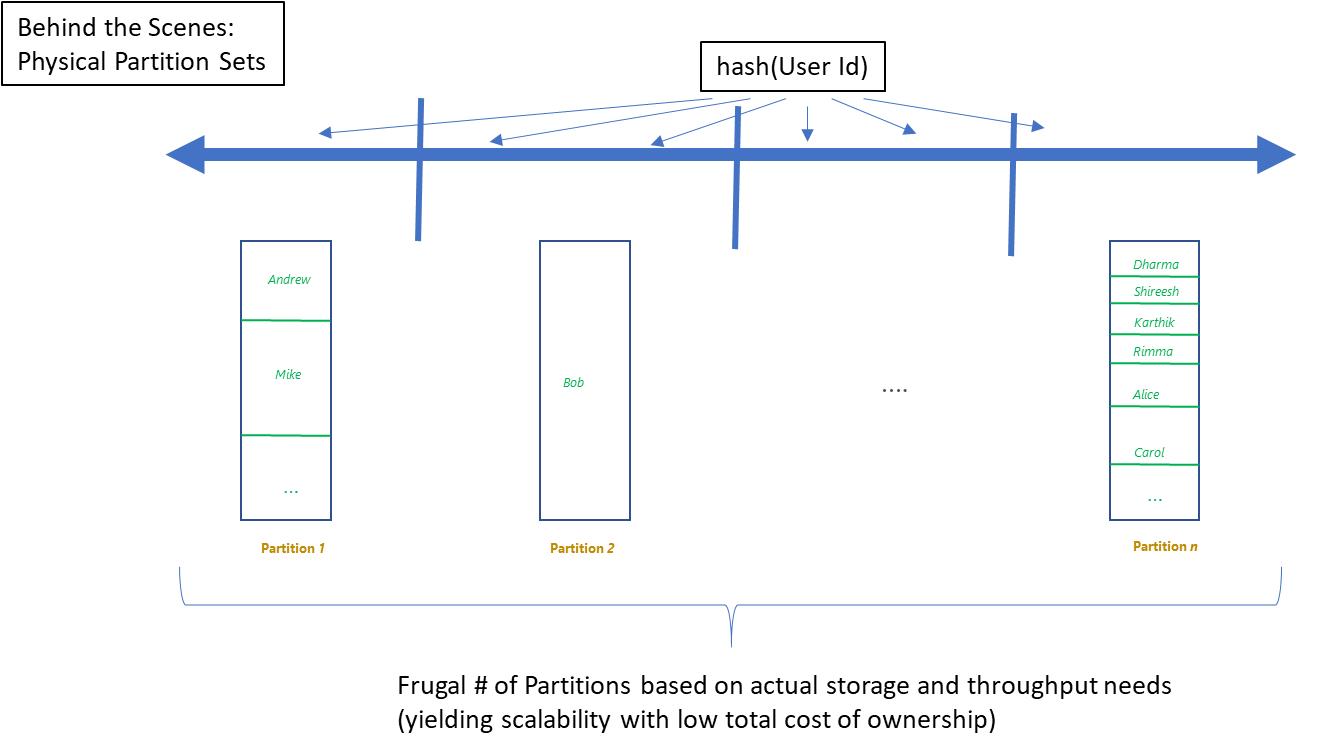 Behind the Scenes:
Physical Partition Sets
hash(User Id)
Andrew
Mike
...
Partition 1
Bob
Partition 2
....
Dharma
Shireesh
Karthik
Rimma
Alice
Carol
...
Partition n
Frugal # of Partitions based on actual storage and throughput needs
(yielding scalability with low total cost of ownership)